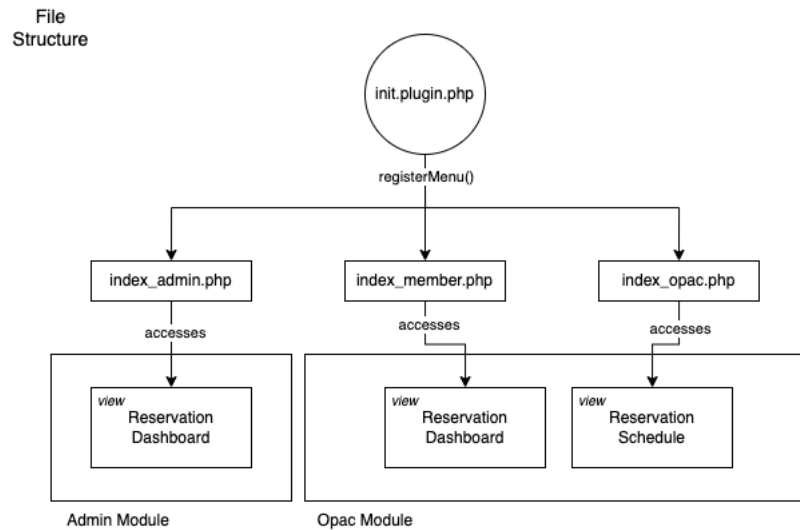 File
Structure
init.plugin.php
registerMenu()
index_admin.php
index_member.php
index_opac.php
accesses
accesses
accesses
view
Reservation
Dashboard
view
Reservation
Dashboard
view
Reservation
Schedule
Admin Module
Opac Module